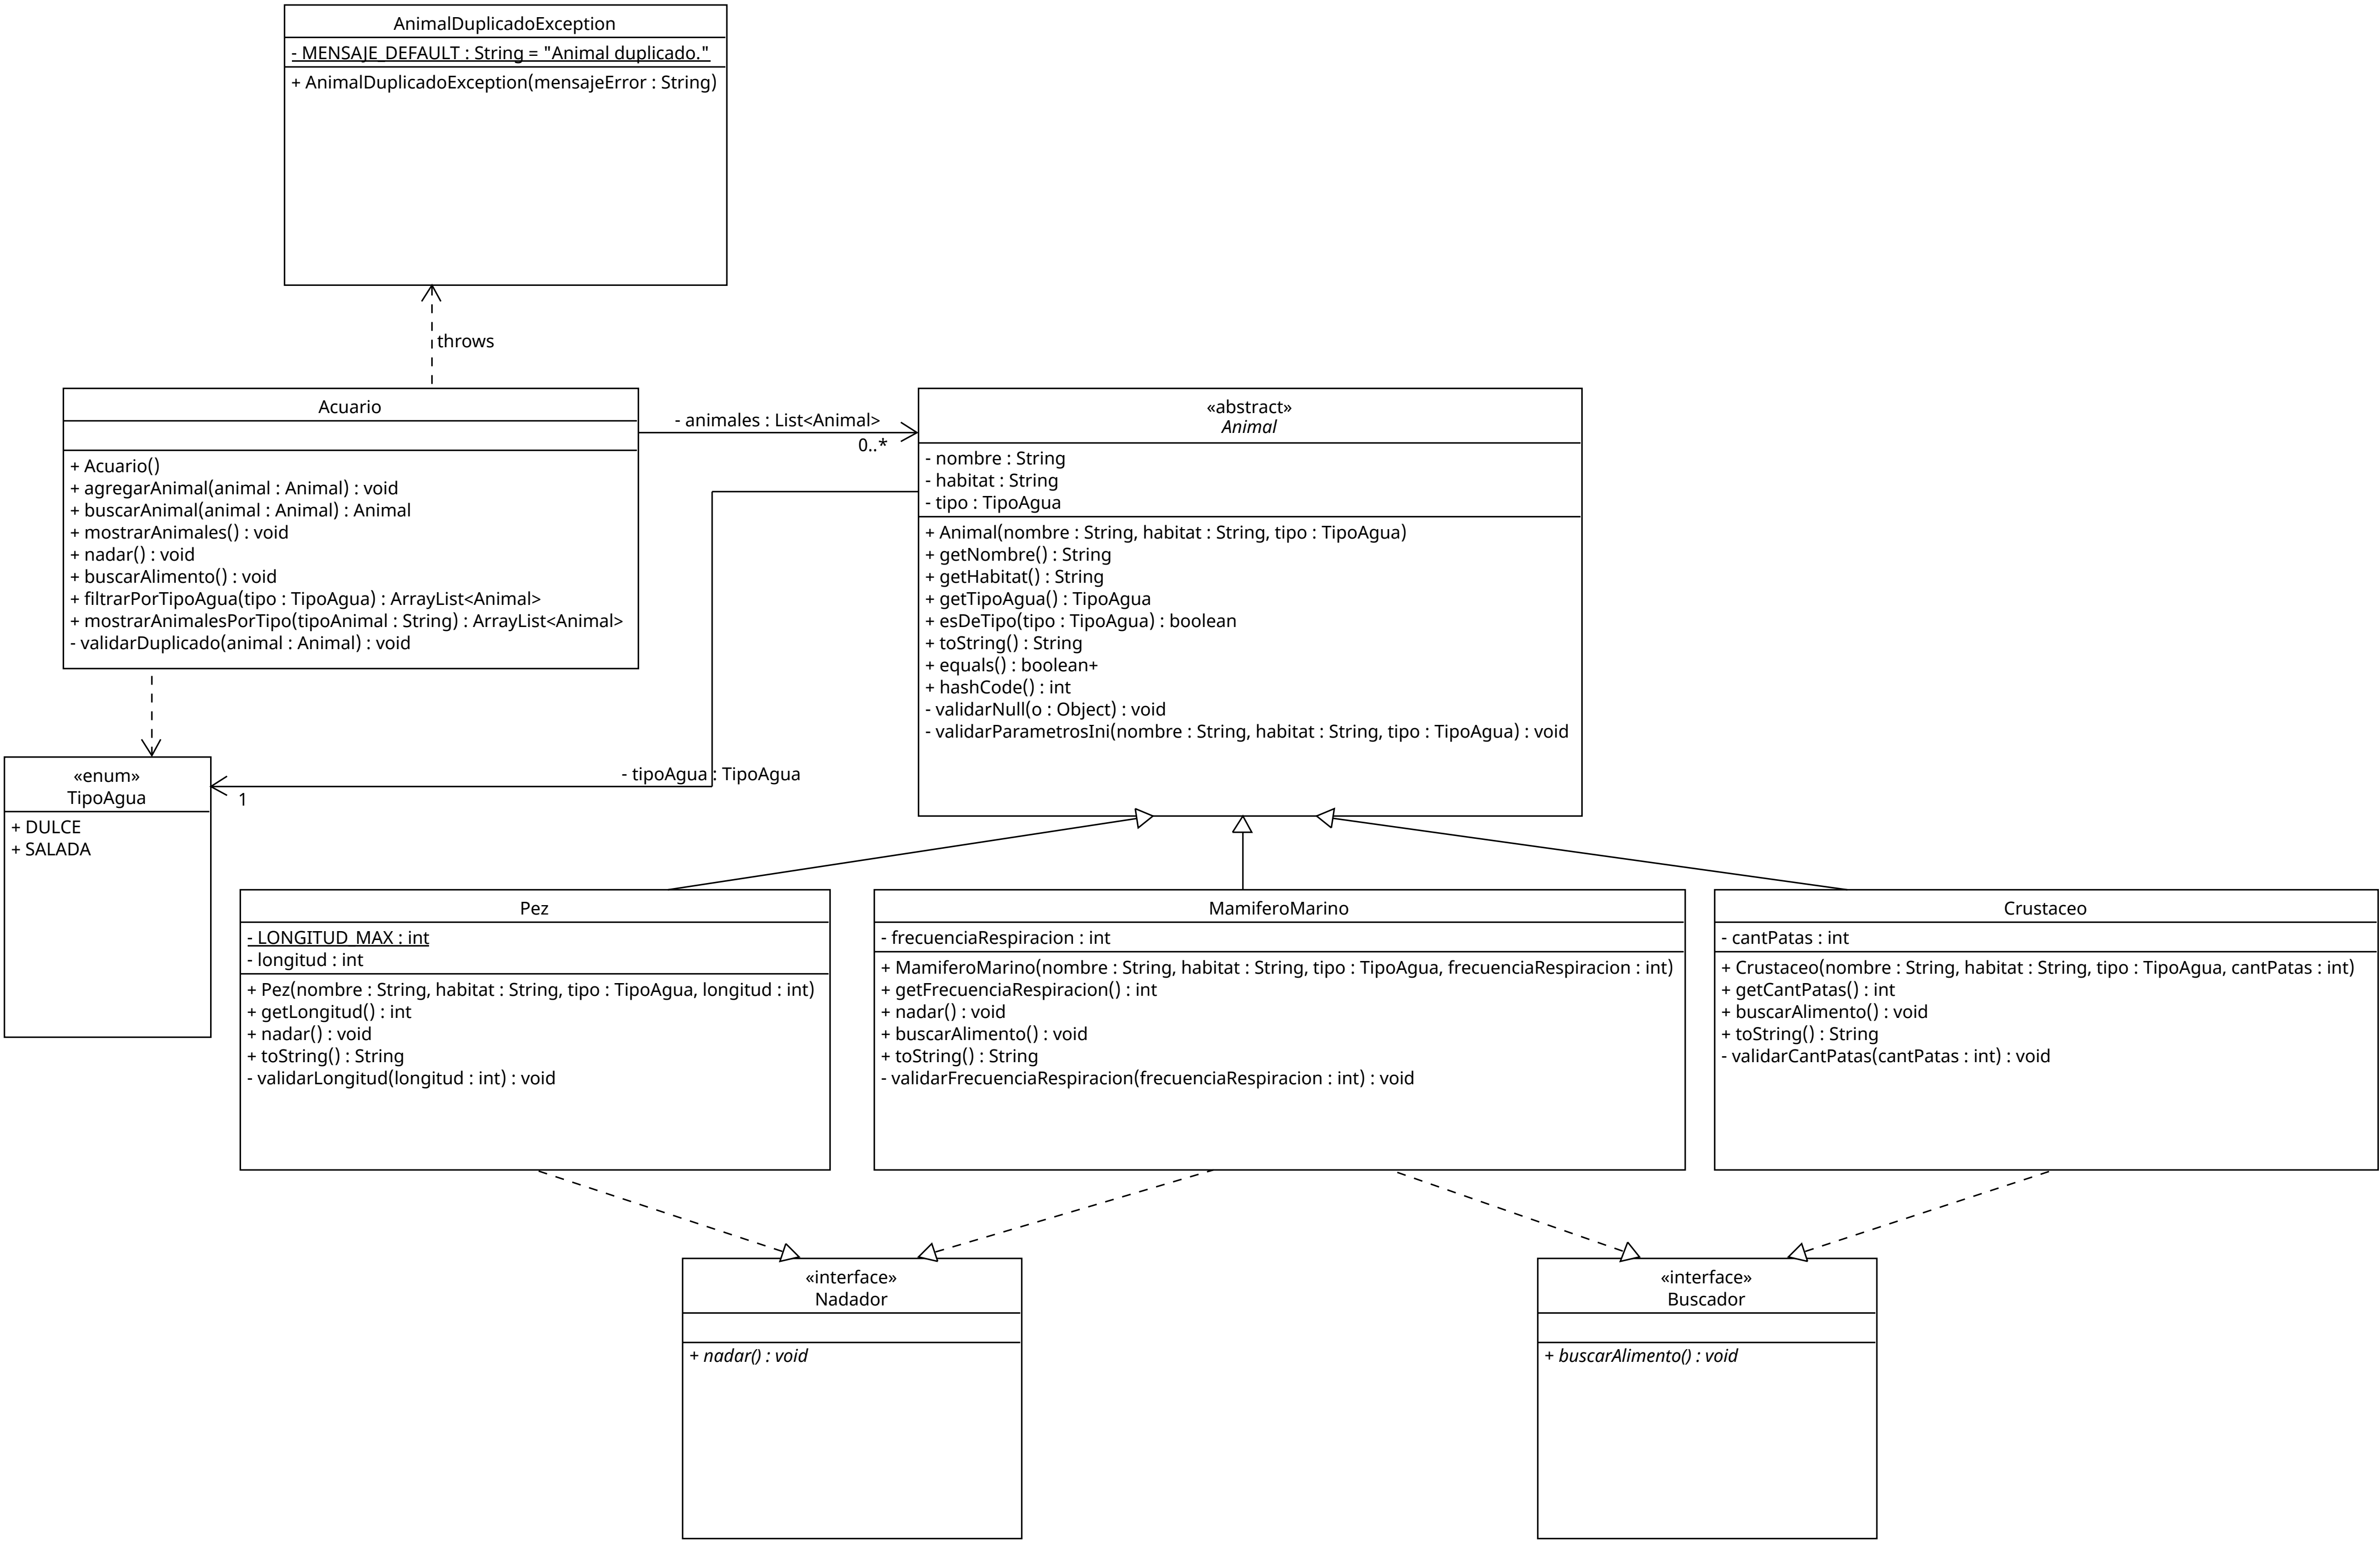 AnimalDuplicadoException
- MENSAJE_DEFAULT : String = "Animal duplicado."
+ AnimalDuplicadoException(mensajeError : String)
throws
Acuario
+ Acuario()
+ agregarAnimal(animal : Animal) : void
+ buscarAnimal(animal : Animal) : Animal
+ mostrarAnimales() : void
+ nadar() : void
+ buscarAlimento() : void
+ filtrarPorTipoAgua(tipo : TipoAgua) : ArrayList<Animal>
+ mostrarAnimalesPorTipo(tipoAnimal : String) : ArrayList<Animal>
- validarDuplicado(animal : Animal) : void
- animales : List<Animal>
0..*
«abstract»
Animal
- nombre : String
- habitat : String
- tipo : TipoAgua
+ Animal(nombre : String, habitat : String, tipo : TipoAgua)
+ getNombre() : String
+ getHabitat() : String
+ getTipoAgua() : TipoAgua
+ esDeTipo(tipo : TipoAgua) : boolean
+ toString() : String
+ equals() : boolean+
+ hashCode() : int
- validarNull(o : Object) : void
- validarParametrosIni(nombre : String, habitat : String, tipo : TipoAgua) : void
- tipoAgua : TipoAgua
1
«enum»
TipoAgua
+ DULCE
+ SALADA
Pez
- LONGITUD_MAX : int
- longitud : int
+ Pez(nombre : String, habitat : String, tipo : TipoAgua, longitud : int)
+ getLongitud() : int
+ nadar() : void
+ toString() : String
- validarLongitud(longitud : int) : void
MamiferoMarino
- frecuenciaRespiracion : int
+ MamiferoMarino(nombre : String, habitat : String, tipo : TipoAgua, frecuenciaRespiracion : int)
+ getFrecuenciaRespiracion() : int
+ nadar() : void
+ buscarAlimento() : void
+ toString() : String
- validarFrecuenciaRespiracion(frecuenciaRespiracion : int) : void
Crustaceo
- cantPatas : int
+ Crustaceo(nombre : String, habitat : String, tipo : TipoAgua, cantPatas : int)
+ getCantPatas() : int
+ buscarAlimento() : void
+ toString() : String
- validarCantPatas(cantPatas : int) : void
«interface»
Nadador
+ nadar() : void
«interface»
Buscador
+ buscarAlimento() : void